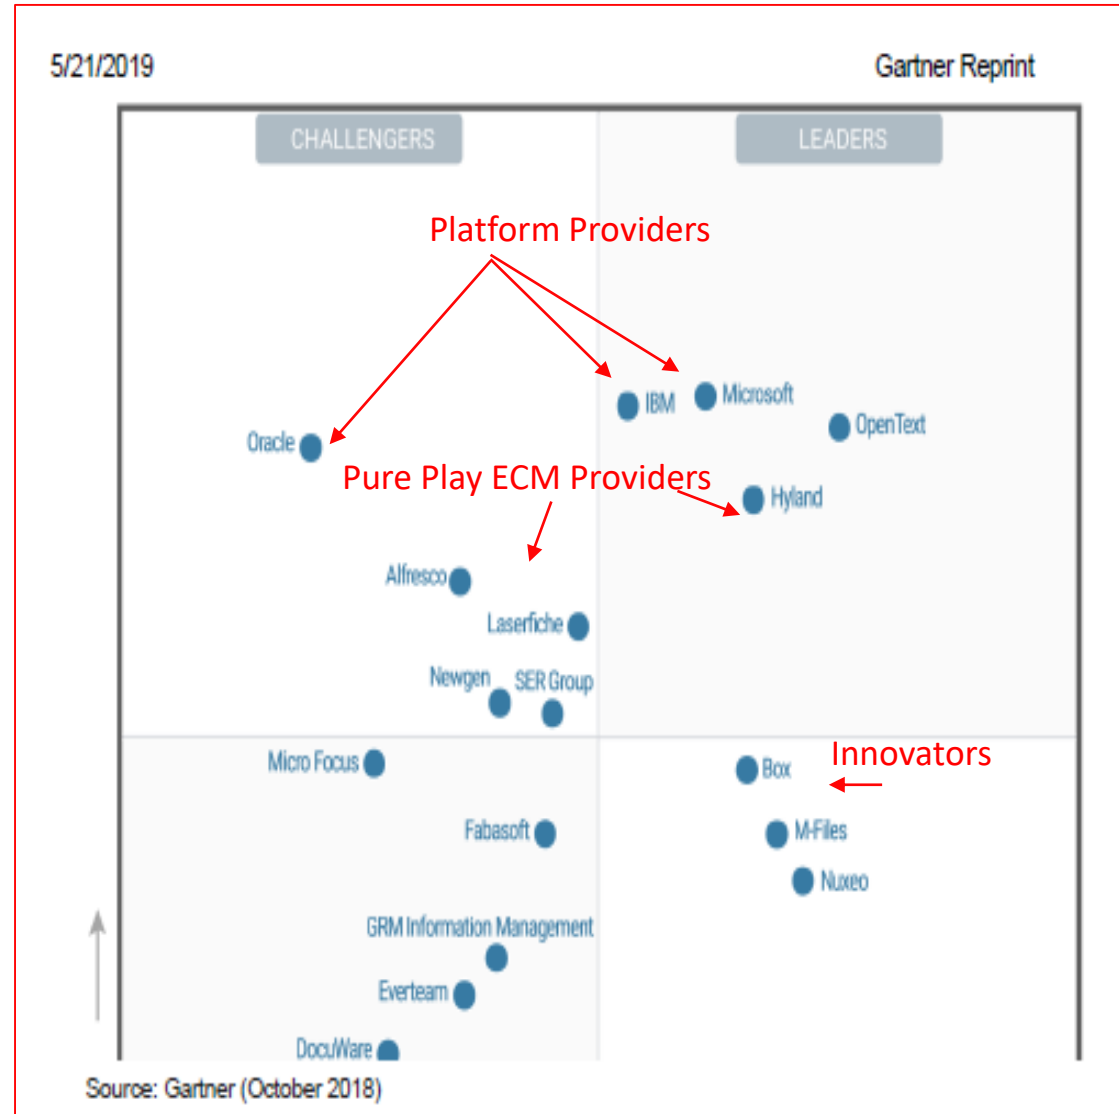 5/21/2019
Gartner Reprint
CHALLENGERS
LEADERS
Platform Providers
IBM
Microsoft
OpenText
Oracle
Pure Play ECM Providers
Hyland
Alfresco
Laserfiche
Newgen
SER Group
Micro Focus
Innovators
Box
Fabasoft
M-Files
Nuxeo
GRM Information Management
Everteam
DocuWare
Source: Gartner (October 2018)